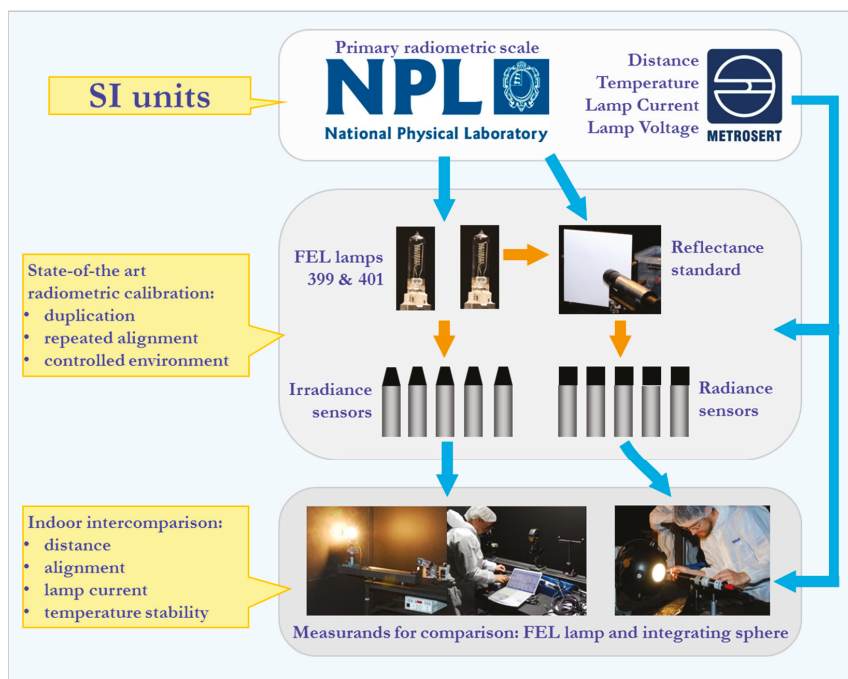 SI units
Primary radiometric scale
NPL
National Physical Laboratory
Distance
Temperature
Lamp Current
Lamp Voltage
METROSERT
State-of-the art
radiometric calibration:
• duplication
• repeated alignment
• controlled environment
FEL lamps
399 & 401
Reflectance
standard
Irradiance
sensors
Radiance
sensors
Indoor intercomparison:
• distance
• alignment
• lamp current
• temperature stability
Measurands for comparison: FEL lamp and integrating sphere